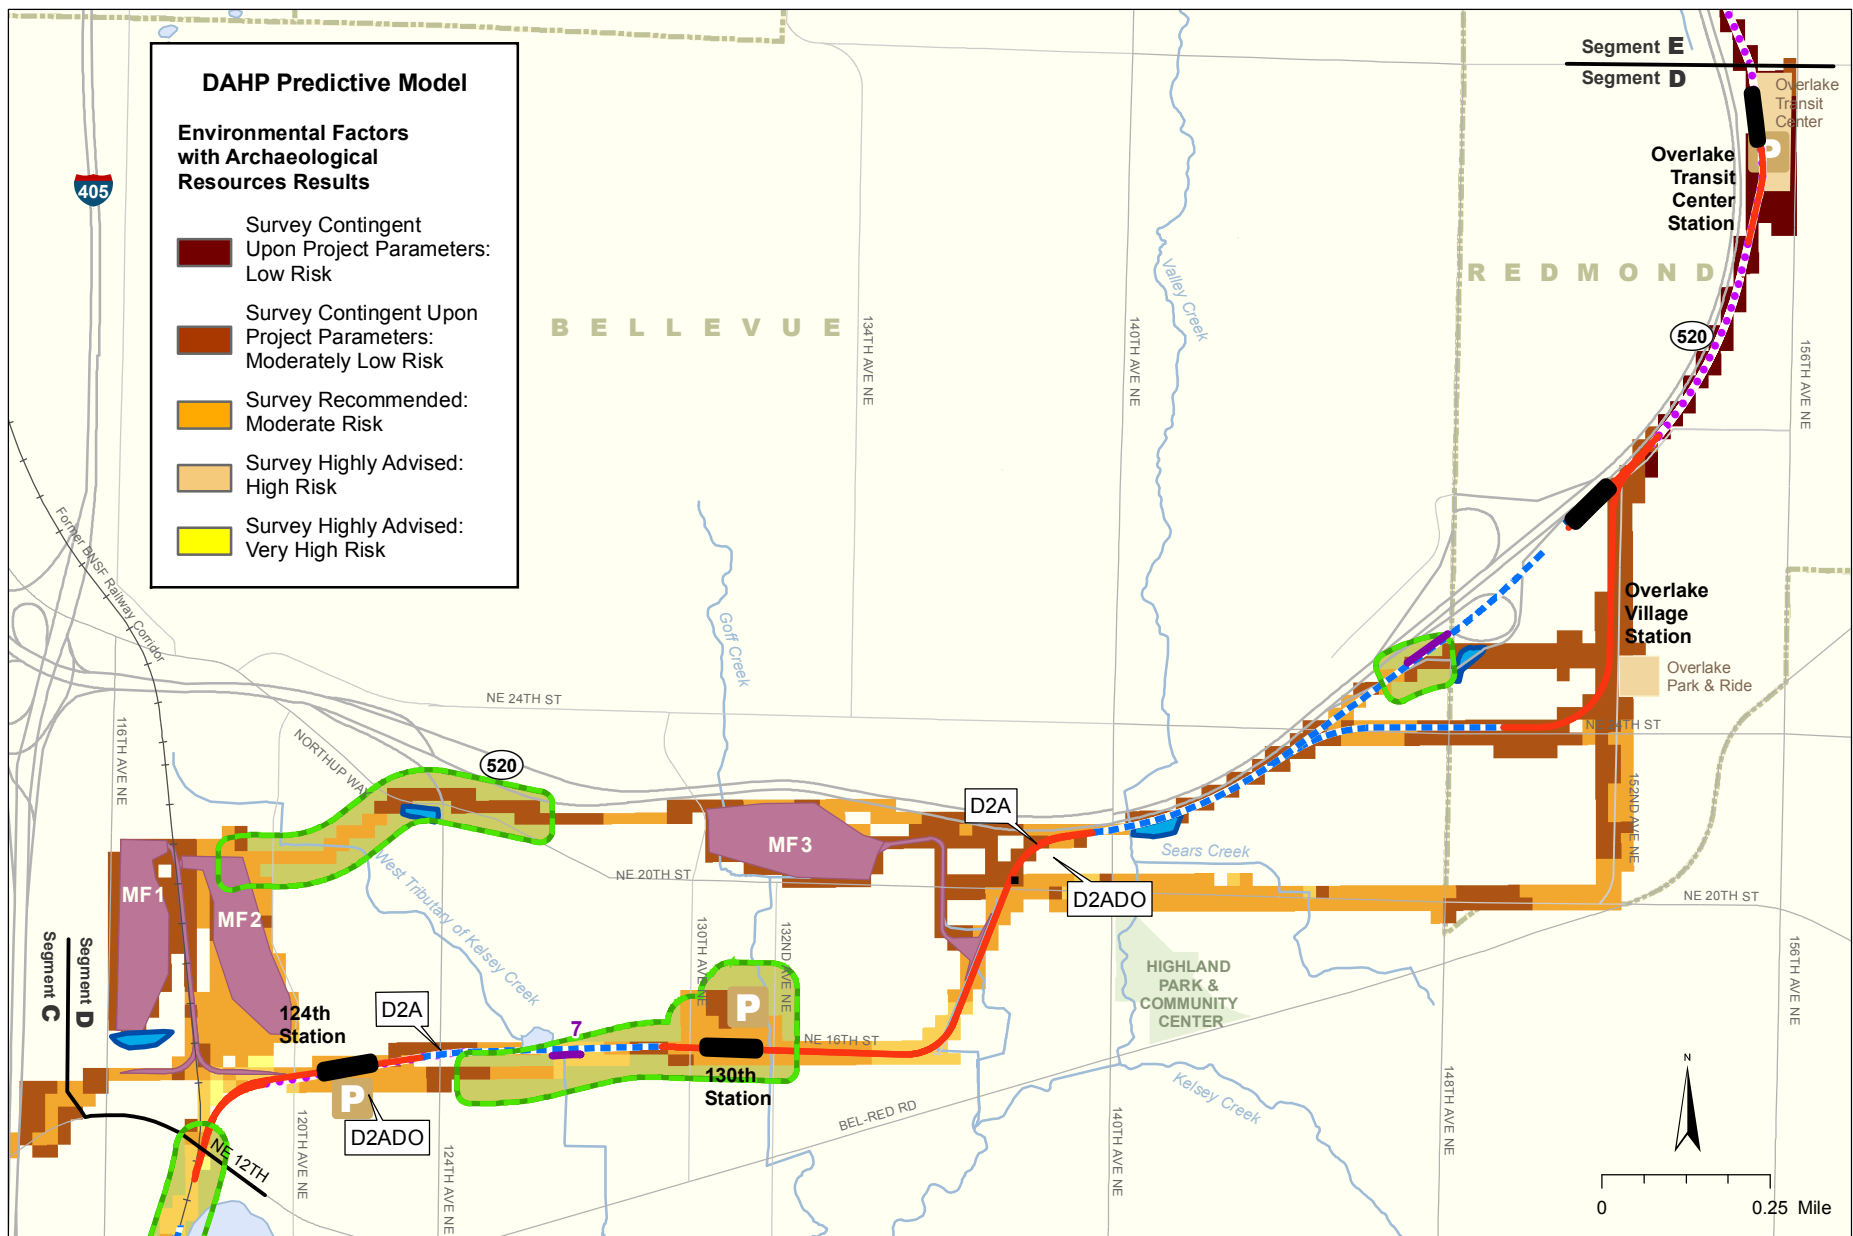 DAHP Predictive Model
Environmental Factors
with Archaeological
Resources Results
Survey Contingent
Upon Project Parameters:
Low Risk
Survey Contingent Upon
Project Parameters:
Moderately Low Risk
Survey Recommended:
Moderate Risk
Survey Highly Advised:
High Risk
Survey Highly Advised:
Very High Risk
405
Segment E
Segment D
Overlake
Transit
Center
P
Overlake
Transit
Center
Station
BELLEVUE
REDMOND
520
134TH AVE NE
140TH AVE NE
Valley Creek
156TH AVE NE
Former BNSF Railway Corridor
Goff Creek
Overlake
Village
Station
Overlake
Park & Ride
NE 24TH ST
NE 24TH ST
116TH AVE NE
NORTHUP WAY
520
152ND AVE NE
D2A
MF3
Sears Creek
West Tributary of Kelsey Creek
NE 20TH ST
D2ADO
NE 20TH ST
MF1
MF2
Segment C
Segment D
130TH AVE NE
132ND AVE NE
156TH AVE NE
HIGHLAND
PARK &
COMMUNITY
CENTER
124th
Station
D2A
P
7
NE 16TH ST
130th
Station
P
D2ADO
BEL-RED RD
Kelsey Creek
148TH AVE NE
NE 12TH
120TH AVE NE
124TH AVE NE
140TH AVE NE
N
0
0.25 Mile